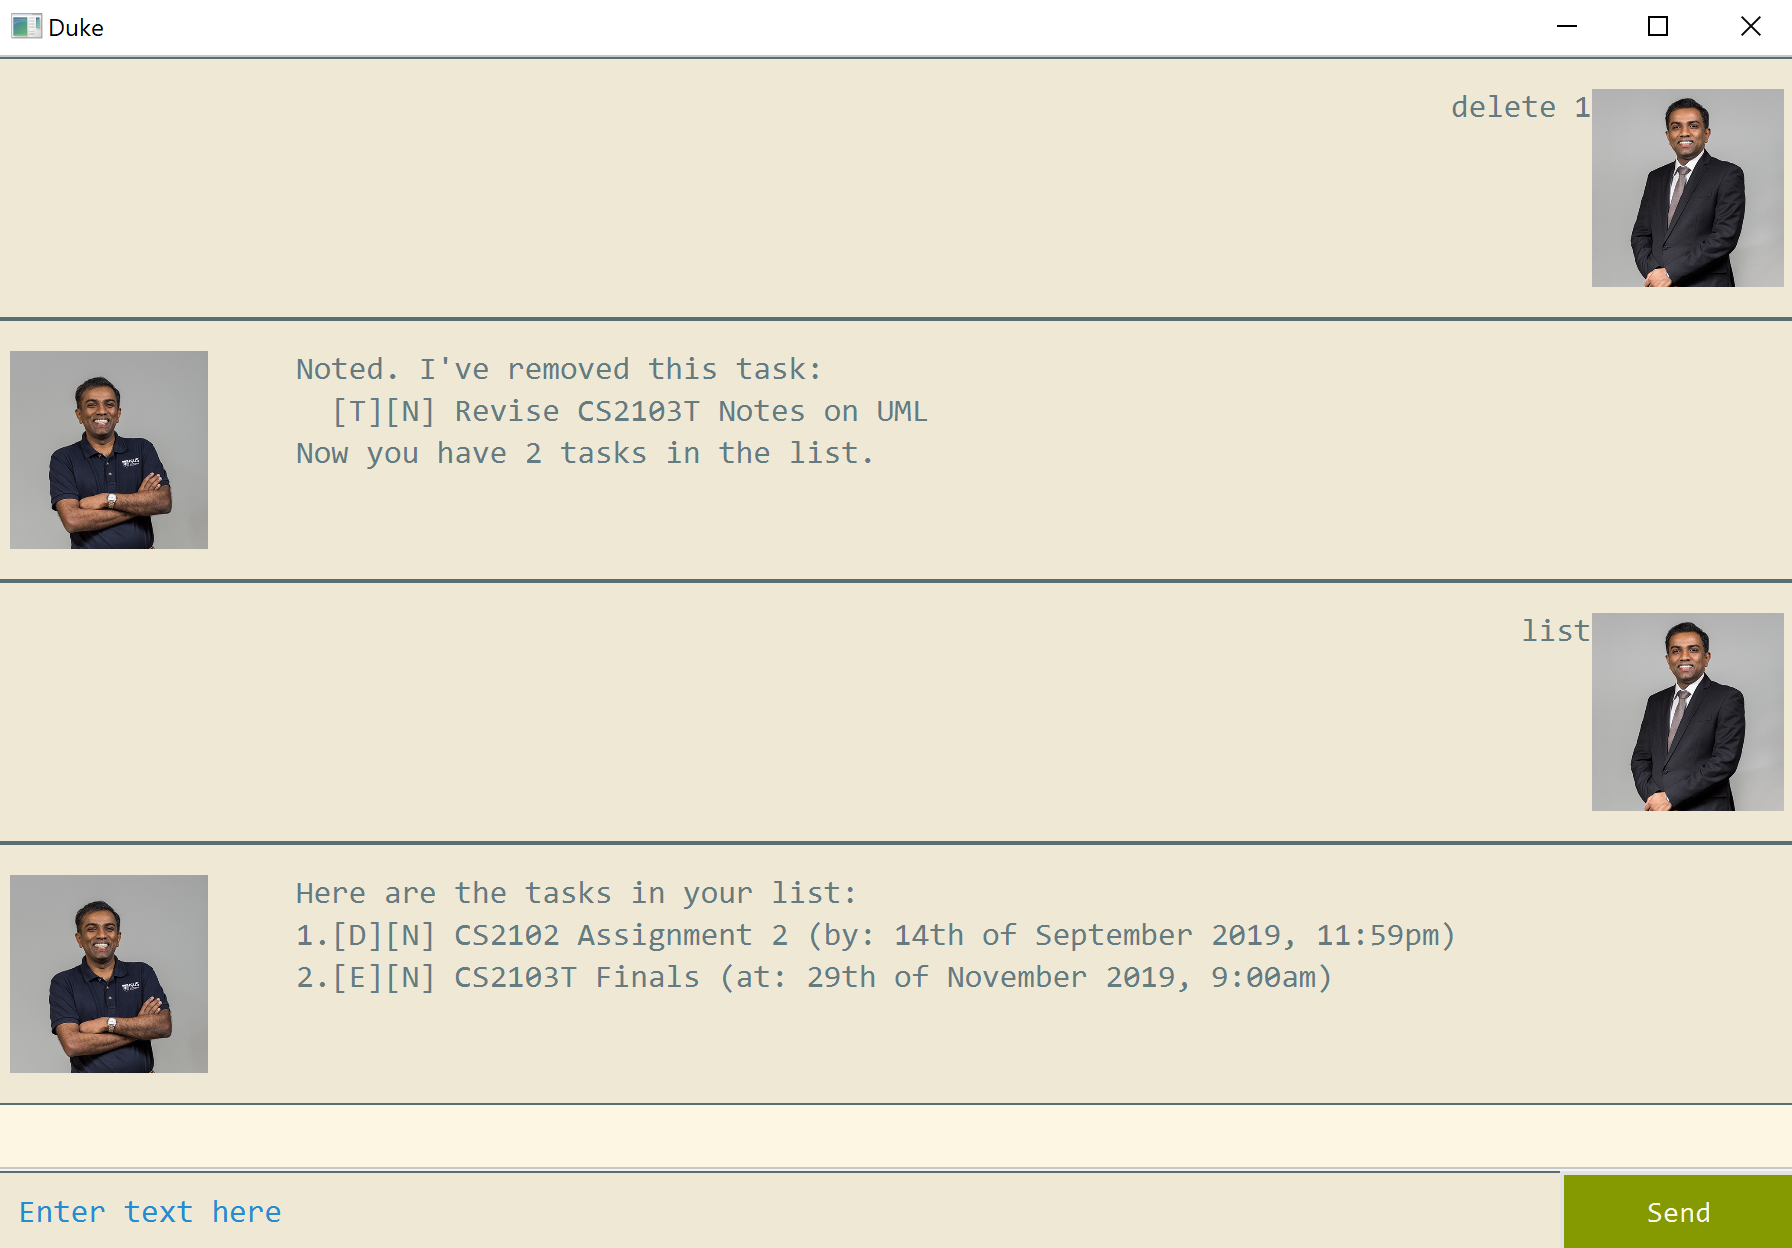 Duke
delete 1
Noted. I've removed this task:
[T][N] Revise CS2103T Notes on UML
Now you have 2 tasks in the list.
list
Here are the tasks in your list:
1.[D][N] CS2102 Assignment 2 (by: 14th of September 2019, 11:59pm)
2.[E][N] CS2103T Finals (at: 29th of November 2019, 9:00am)
Enter text here
Send